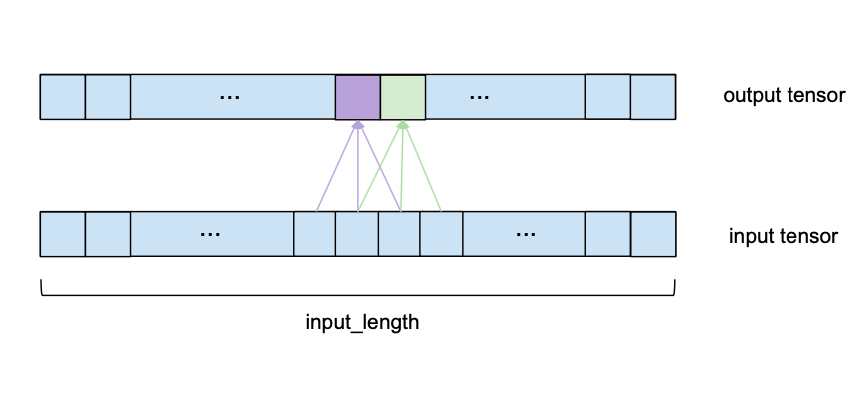 ... ... output tensor
... ... input tensor
input_length